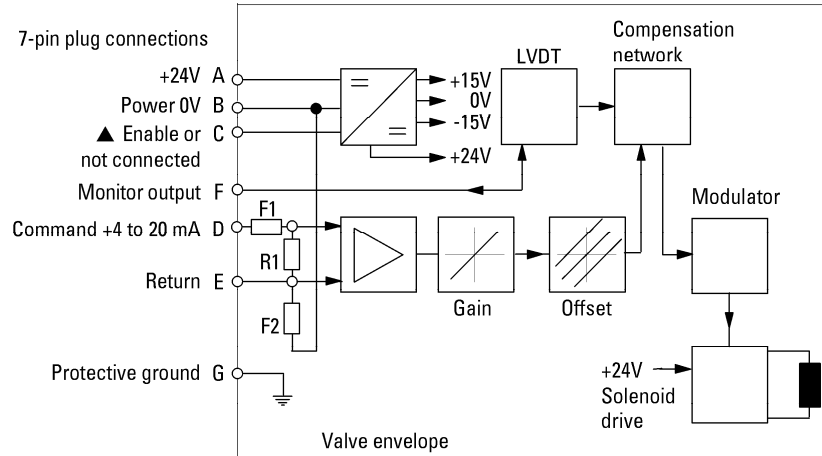 7-pin plug connections
+24V A
Power 0V B
▲ Enable or C
not connected
Monitor output F
Command +4 to 20 mA D
Return E
Protective ground G
F1
R1
F2
+15V
0V
-15V
+24V
LVDT
Compensation
network
Gain
Offset
Modulator
+24V
Solenoid
drive
Valve envelope